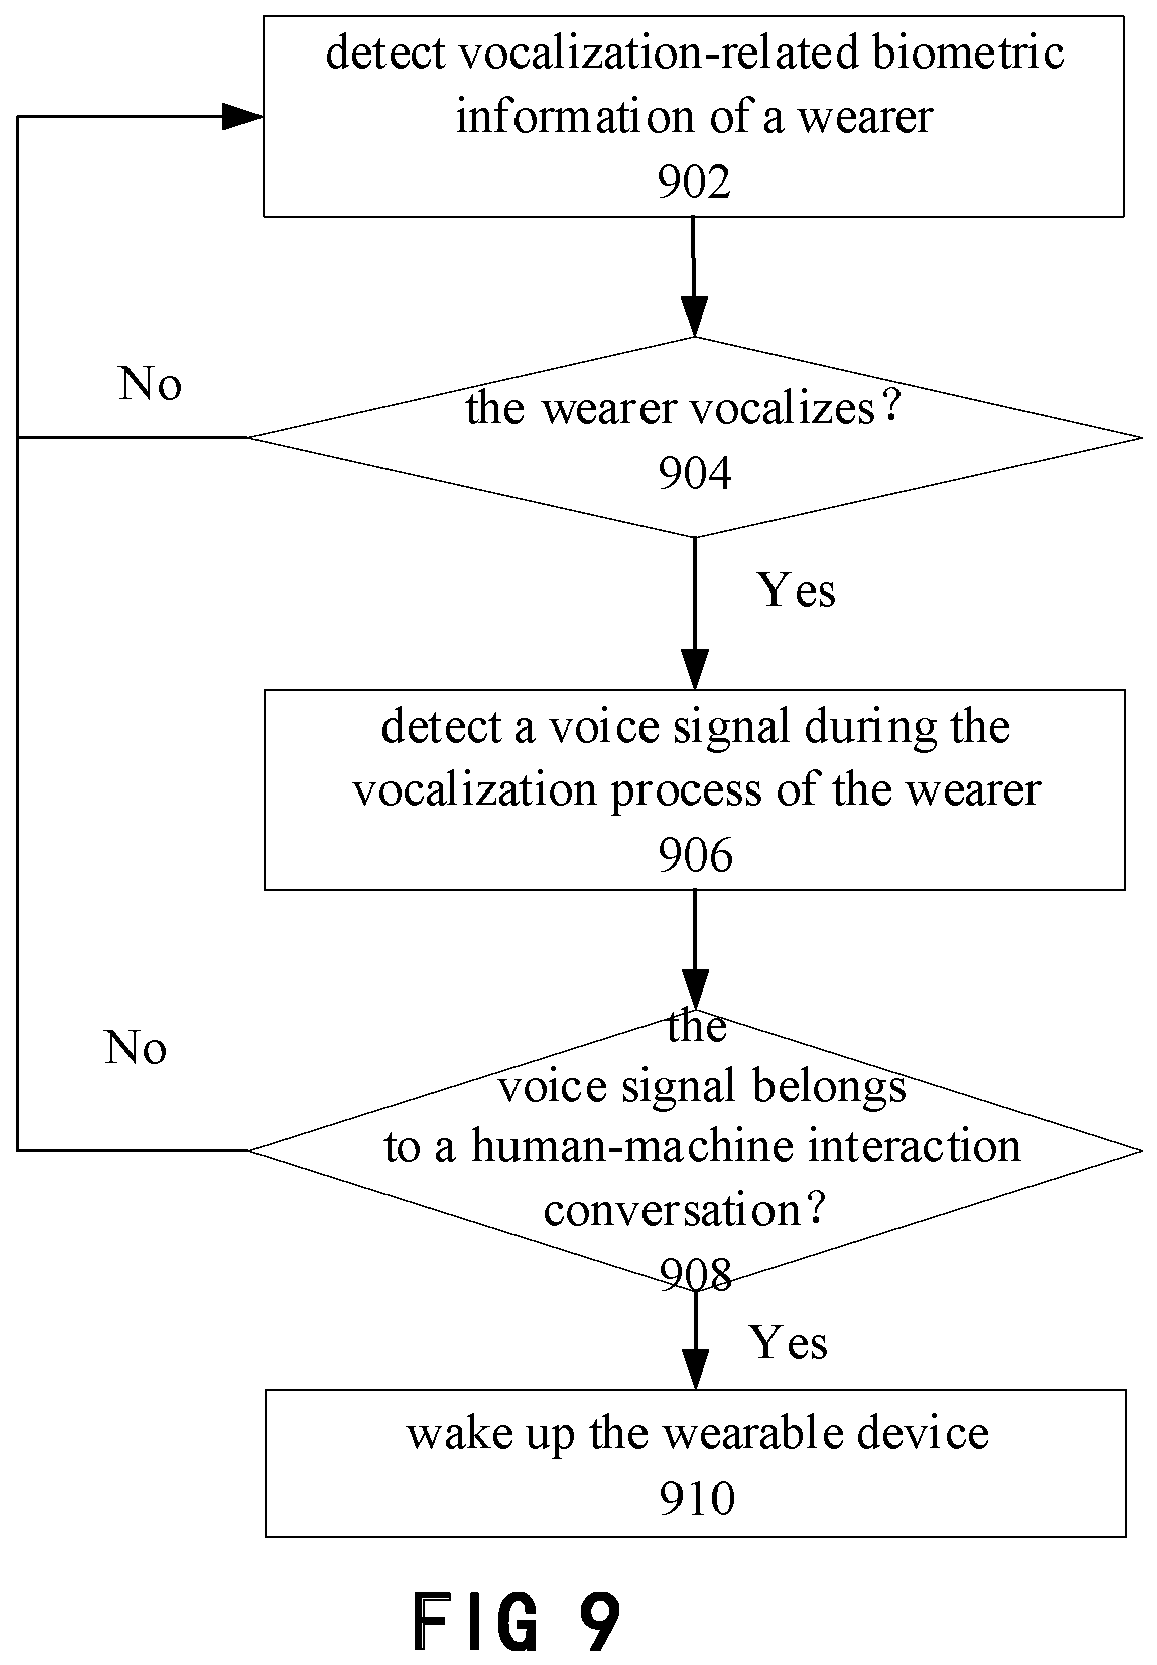 detect vocalization-related biometric
information of a wearer
902
No
the wearer vocalizes?
904
Yes
detect a voice signal during the
vocalization process of the wearer
906
No
the
voice signal belongs
to a human-machine interaction
conversation?
908
Yes
wake up the wearable device
910
FIG 9